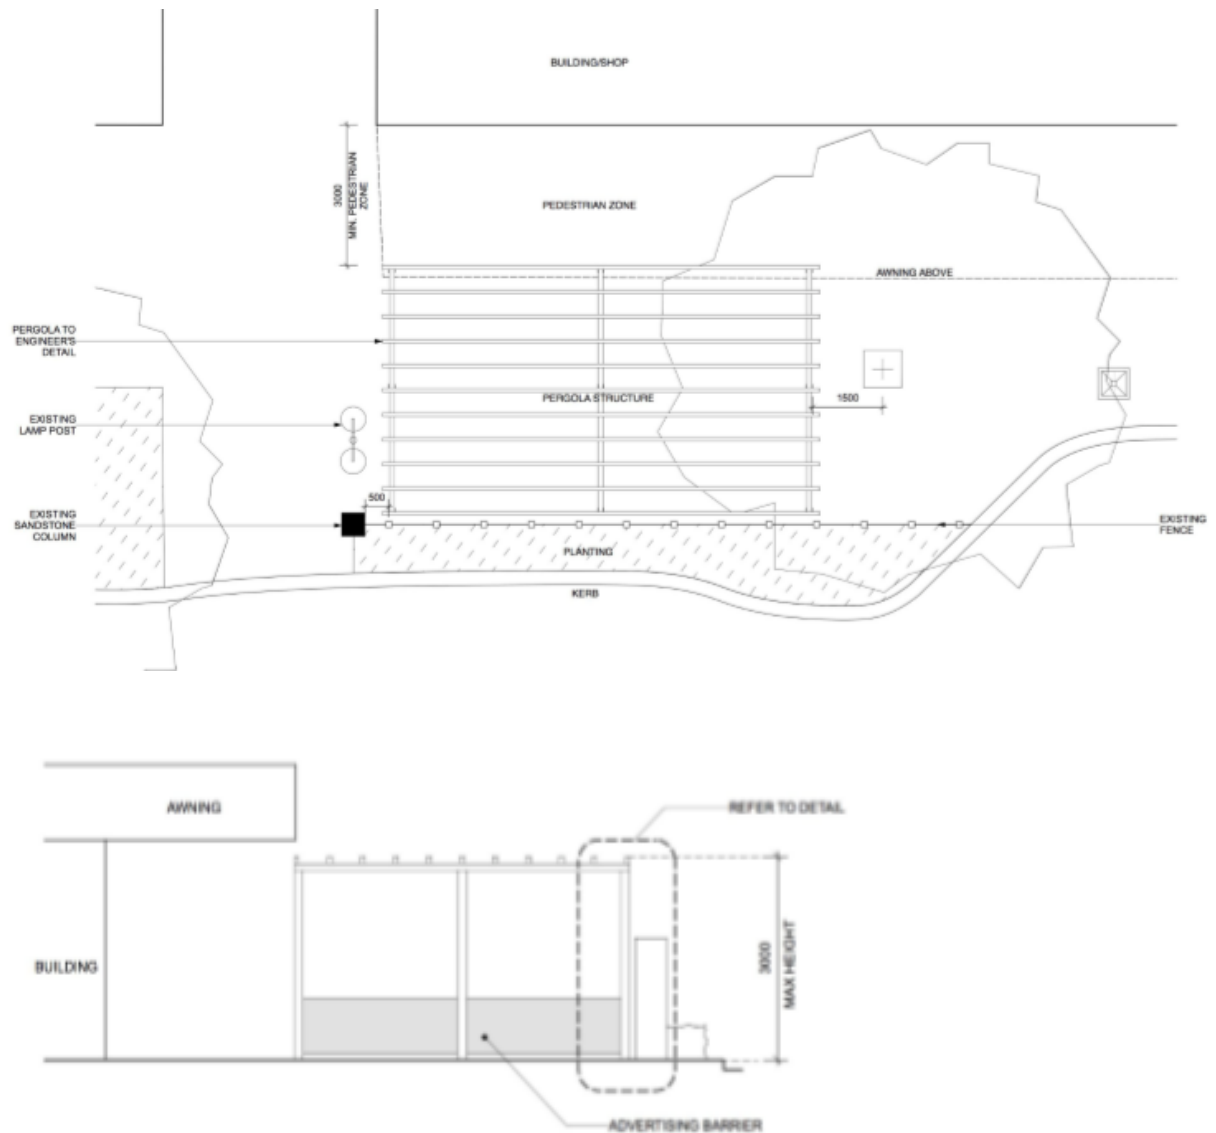 BUILDING/SHOP
3000
MIN. PEDESTRIAN
ZONE
PEDESTRIAN ZONE
AWNING ABOVE
PERGOLA TO
ENGINEER'S
DETAIL
PERGOLA STRUCTURE
1500
EXISTING
LAMP POST
500
EXISTING
SANDSTONE
COLUMN
EXISTING
FENCE
PLANTING
KERB
AWNING
REFER TO DETAIL
BUILDING
3000
MAX HEIGHT
ADVERTISING BARRIER